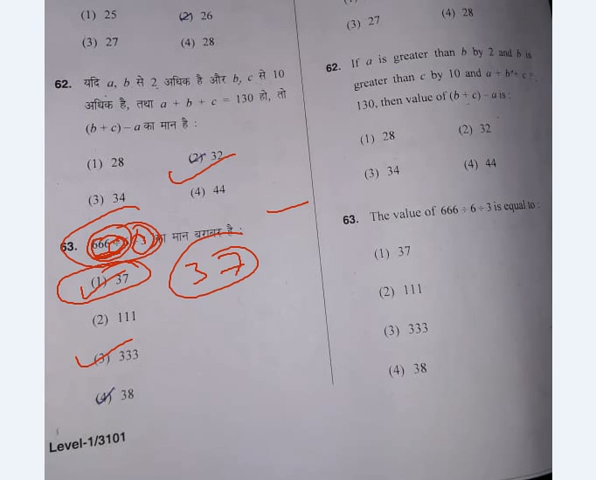 (1) 25 (2) 26
(3) 27 (4) 28
62. यदि a, b से 2 अधिक है और b, c से 10
अधिक है, तथा a + b + c = 130 हो, तो
(b + c) – a का मान है :
(1) 28 (2) 32
(3) 34 (4) 44
63. 666 ÷ 3 का मान बराबर है :
(1) 37
37
(2) 111
(3) 333
(4) 38
Level-1/3101
(3) 27 (4) 28
62. If a is greater than b by 2 and b is
greater than c by 10 and a + b + c =
130, then value of (b + c) – a is :
(1) 28 (2) 32
(3) 34 (4) 44
63. The value of 666 ÷ 6 ÷ 3 is equal to :
(1) 37
(2) 111
(3) 333
(4) 38